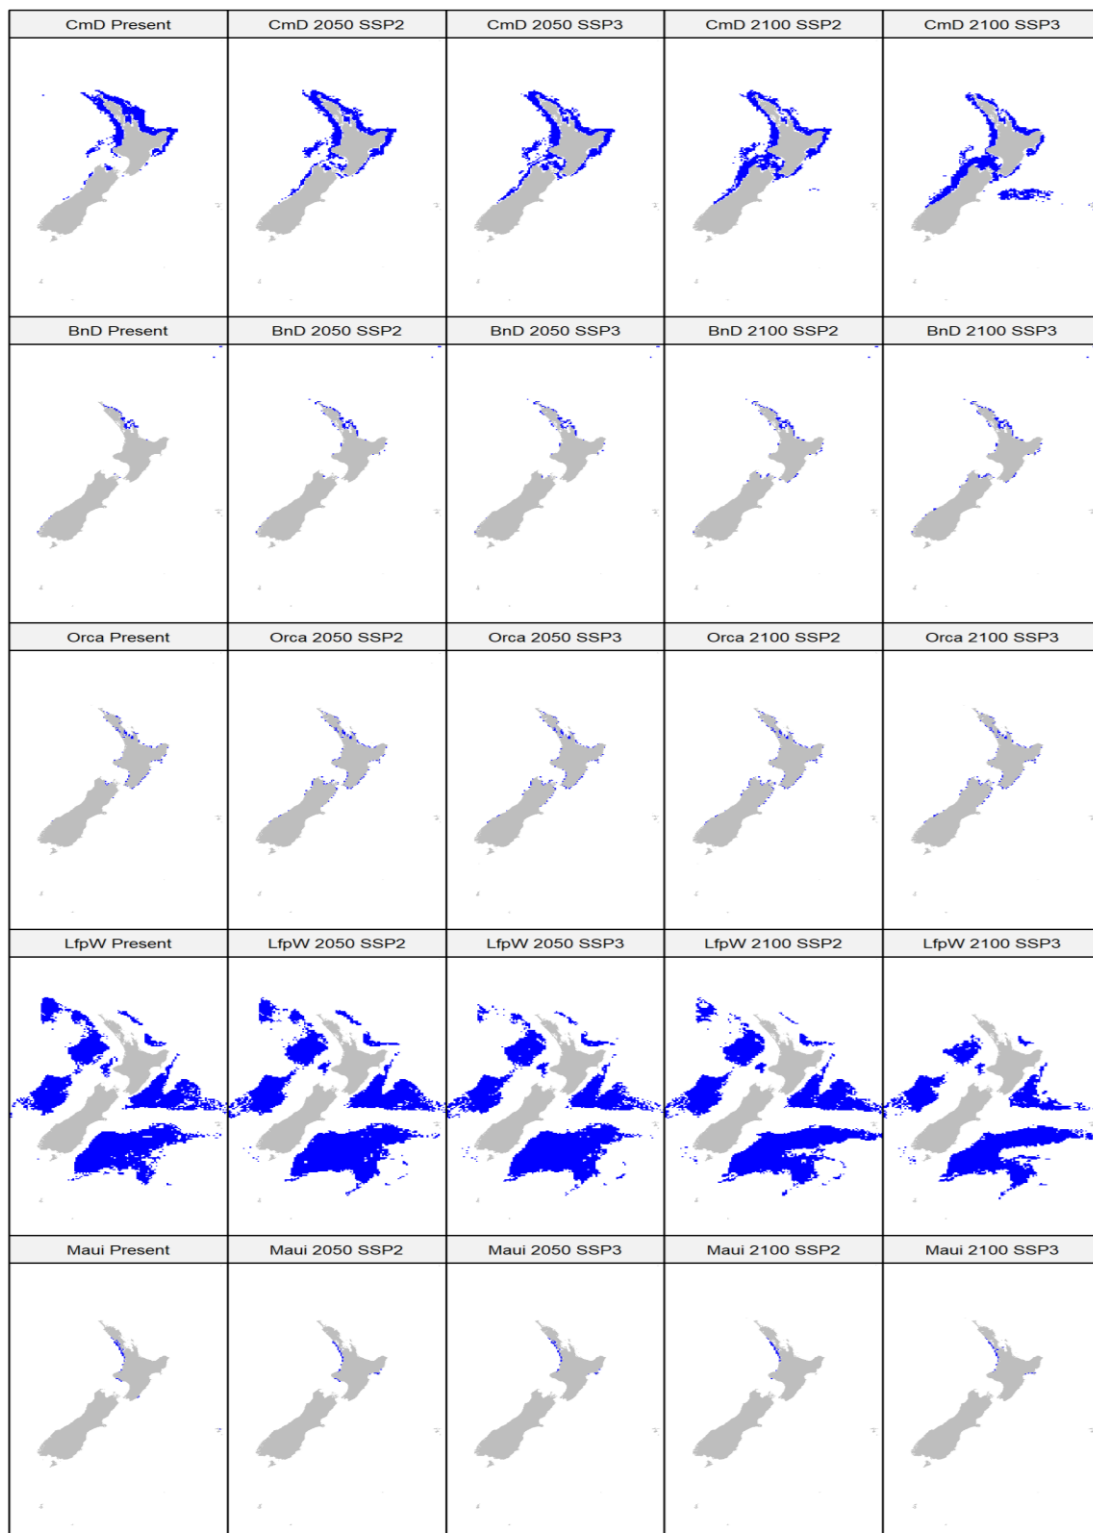 CmD Present CmD 2050 SSP2 CmD 2050 SSP3 CmD 2100 SSP2 CmD 2100 SSP3
BnD Present BnD 2050 SSP2 BnD 2050 SSP3 BnD 2100 SSP2 BnD 2100 SSP3
Orca Present Orca 2050 SSP2 Orca 2050 SSP3 Orca 2100 SSP2 Orca 2100 SSP3
LfpW Present LfpW 2050 SSP2 LfpW 2050 SSP3 LfpW 2100 SSP2 LfpW 2100 SSP3
Maui Present Maui 2050 SSP2 Maui 2050 SSP3 Maui 2100 SSP2 Maui 2100 SSP3